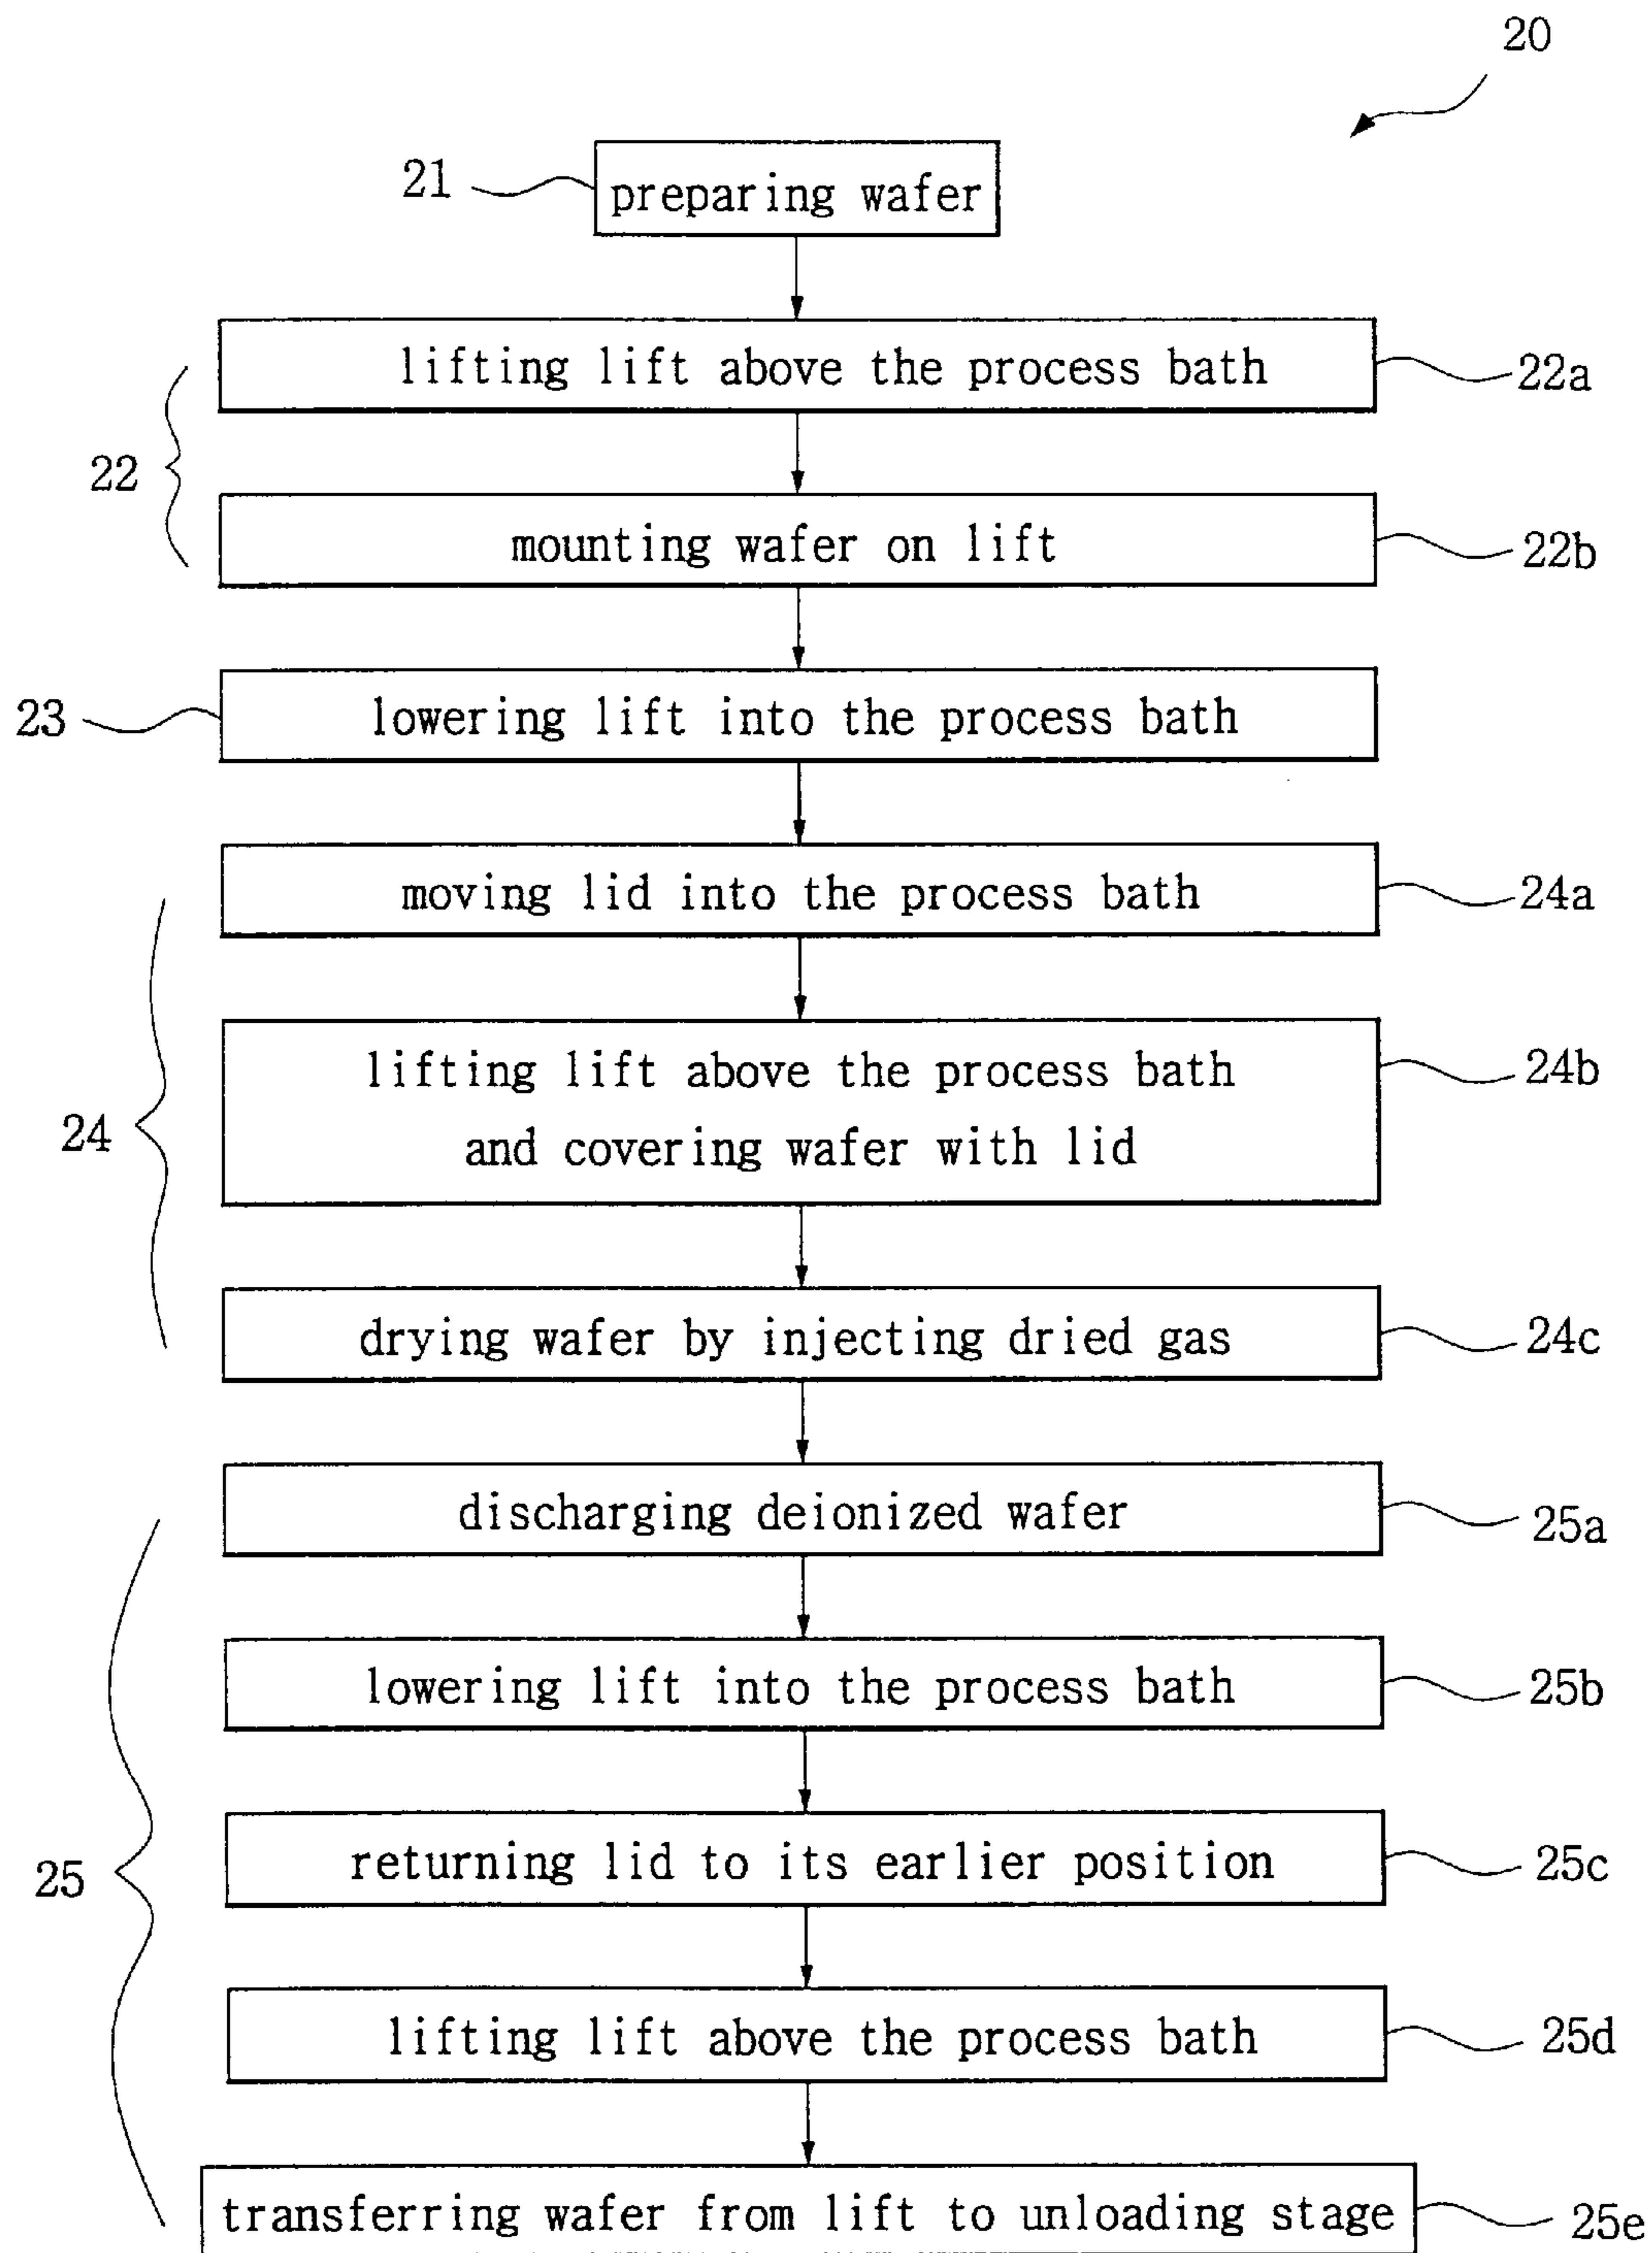 20
21
preparing wafer
lifting lift above the process bath
22a
22
mounting wafer on lift
22b
23
lowering lift into the process bath
moving lid into the process bath
24a
24
lifting lift above the process bath
and covering wafer with lid
24b
drying wafer by injecting dried gas
24c
discharging deionized wafer
25a
lowering lift into the process bath
25b
25
returning lid to its earlier position
25c
lifting lift above the process bath
25d
transferring wafer from lift to unloading stage
25e